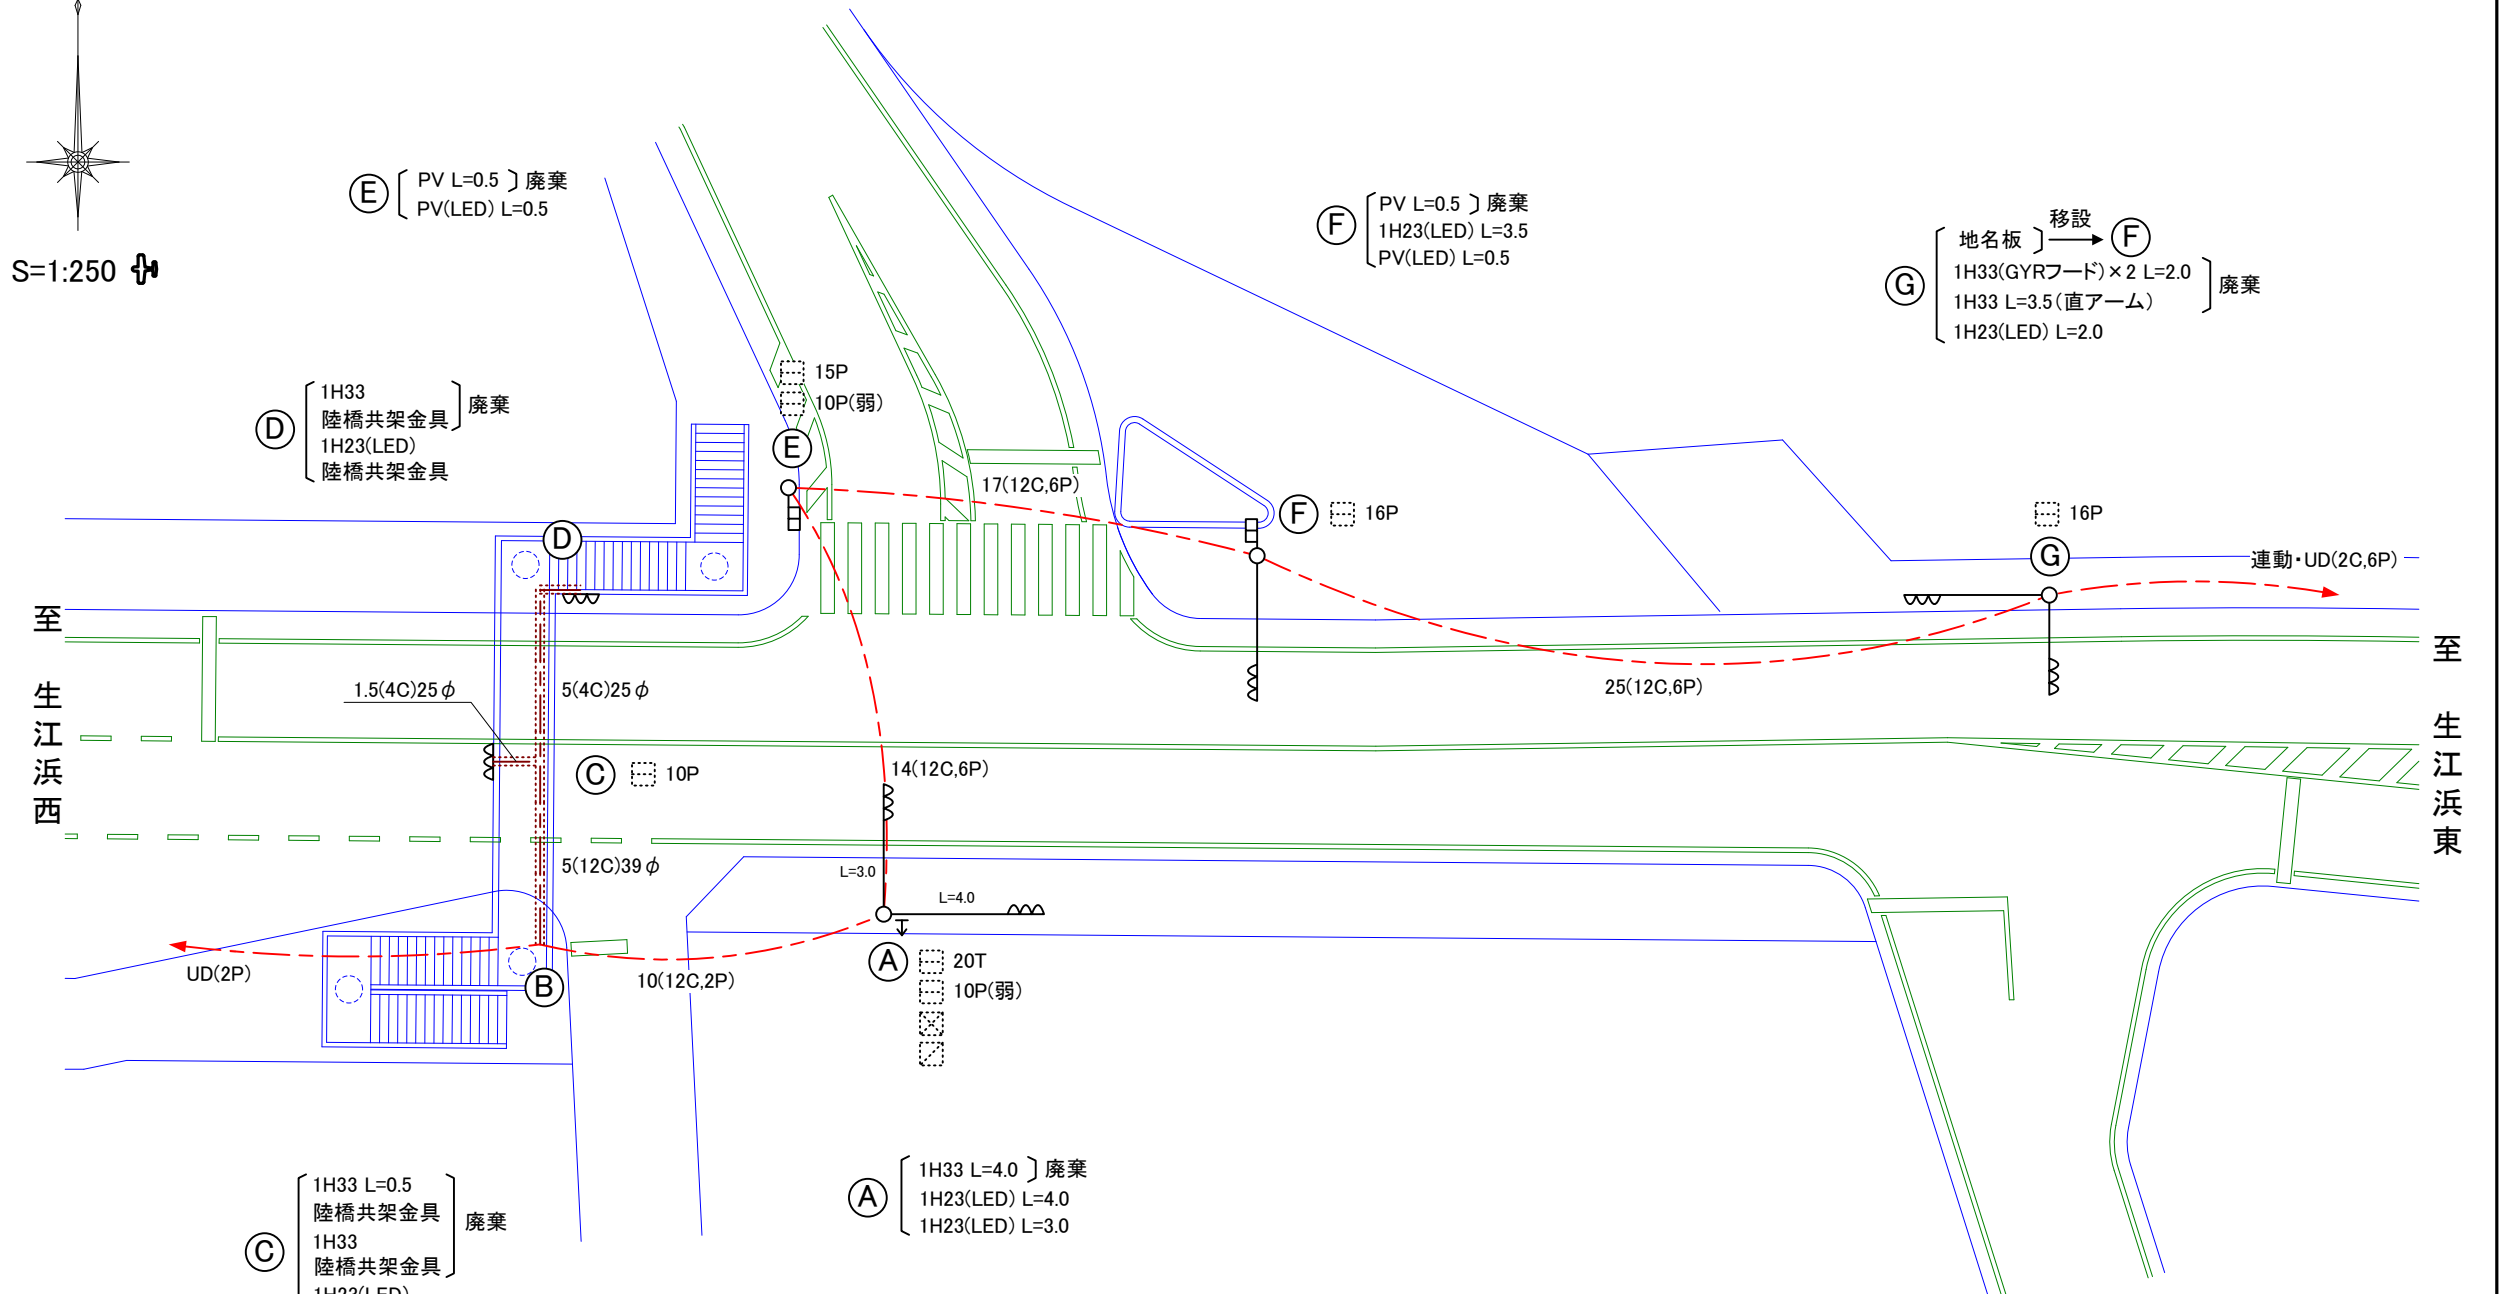 S=1:250
E
PV L=0.5 廃棄
PV(LED) L=0.5
F
PV L=0.5 廃棄
1H23(LED) L=3.5
PV(LED) L=0.5
G
地名板 移設 F
1H33(GYRフード)×2 L=2.0
1H33 L=3.5(直アーム)
廃棄
1H23(LED) L=2.0
D
1H33
陸橋共架金具
廃棄
1H23(LED)
陸橋共架金具
15P
10P(弱)
E
17(12C,6P)
F 16P
16P
G
連動・UD(2C,6P)
D
至 生江浜西
至 生江浜東
1.5(4C)25φ
5(4C)25φ
25(12C,6P)
C 10P
14(12C,6P)
5(12C)39φ
L=3.0
L=4.0
UD(2P)
B
10(12C,2P)
A
20T
10P(弱)
A
1H33 L=4.0 廃棄
1H23(LED) L=4.0
1H23(LED) L=3.0
C
1H33 L=0.5
陸橋共架金具
廃棄
1H33
陸橋共架金具
1H23(LED)